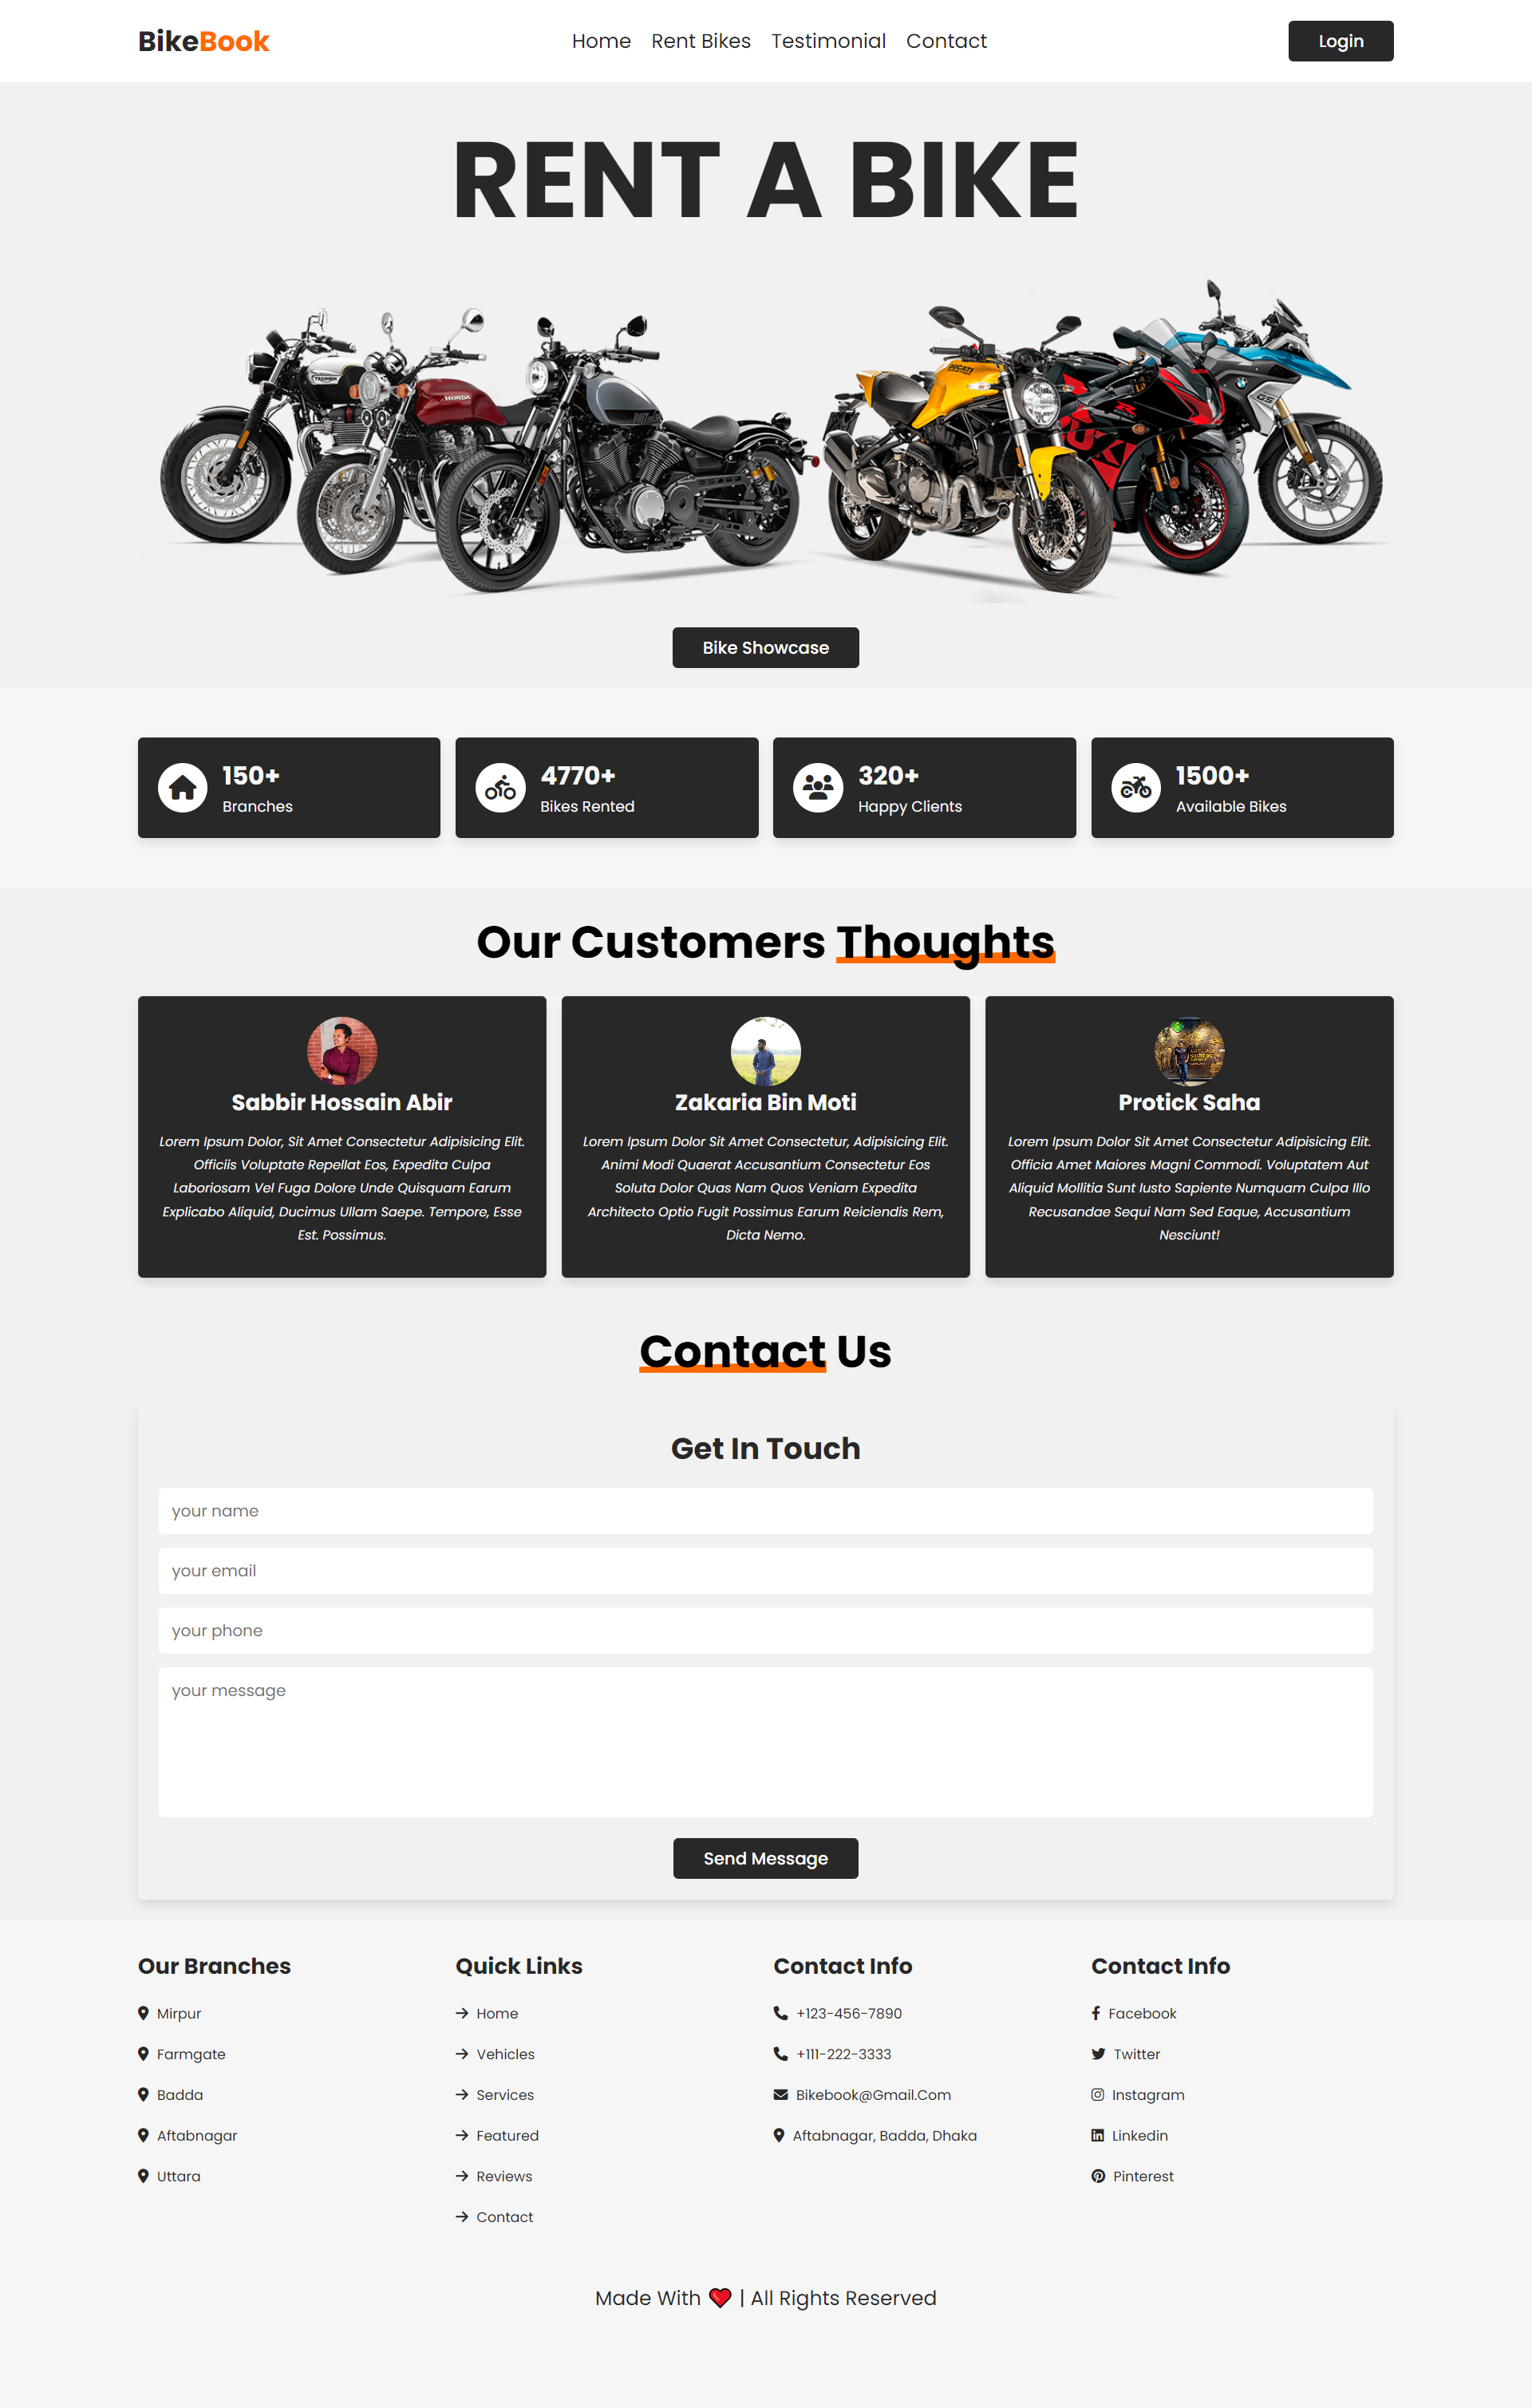 BikeBook
Home Rent Bikes Testimonial Contact
Login
RENT A BIKE
TRIUMPH
HONDA
DUCATI
GS
Bike Showcase
150+
Branches
4770+
Bikes Rented
320+
Happy Clients
1500+
Available Bikes
Our Customers Thoughts
Sabbir Hossain Abir
Lorem Ipsum Dolor, Sit Amet Consectetur Adipisicing Elit.
Officiis Voluptate Repellat Eos, Expedita Culpa
Laboriosam Vel Fuga Dolore Unde Quisquam Earum
Explicabo Aliquid, Ducimus Ullam Saepe. Tempore, Esse
Est. Possimus.
Zakaria Bin Moti
Lorem Ipsum Dolor Sit Amet Consectetur, Adipisicing Elit.
Animi Modi Quaerat Accusantium Consectetur Eos
Soluta Dolor Quas Nam Quos Veniam Expedita
Architecto Optio Fugit Possimus Earum Reiciendis Rem,
Dicta Nemo.
Protick Saha
Lorem Ipsum Dolor Sit Amet Consectetur Adipisicing Elit.
Officia Amet Maiores Magni Commodi. Voluptatem Aut
Aliquid Mollitia Sunt Iusto Sapiente Numquam Culpa Illo
Recusandae Sequi Nam Sed Eaque, Accusantium
Nesciunt!
Contact Us
Get In Touch
your name
your email
your phone
your message
Send Message
Our Branches
Mirpur
Farmgate
Badda
Aftabnagar
Uttara
Quick Links
Home
Vehicles
Services
Featured
Reviews
Contact
Contact Info
+123-456-7890
+111-222-3333
Bikebook@Gmail.Com
Aftabnagar, Badda, Dhaka
Contact Info
Facebook
Twitter
Instagram
Linkedin
Pinterest
Made With ❤ | All Rights Reserved